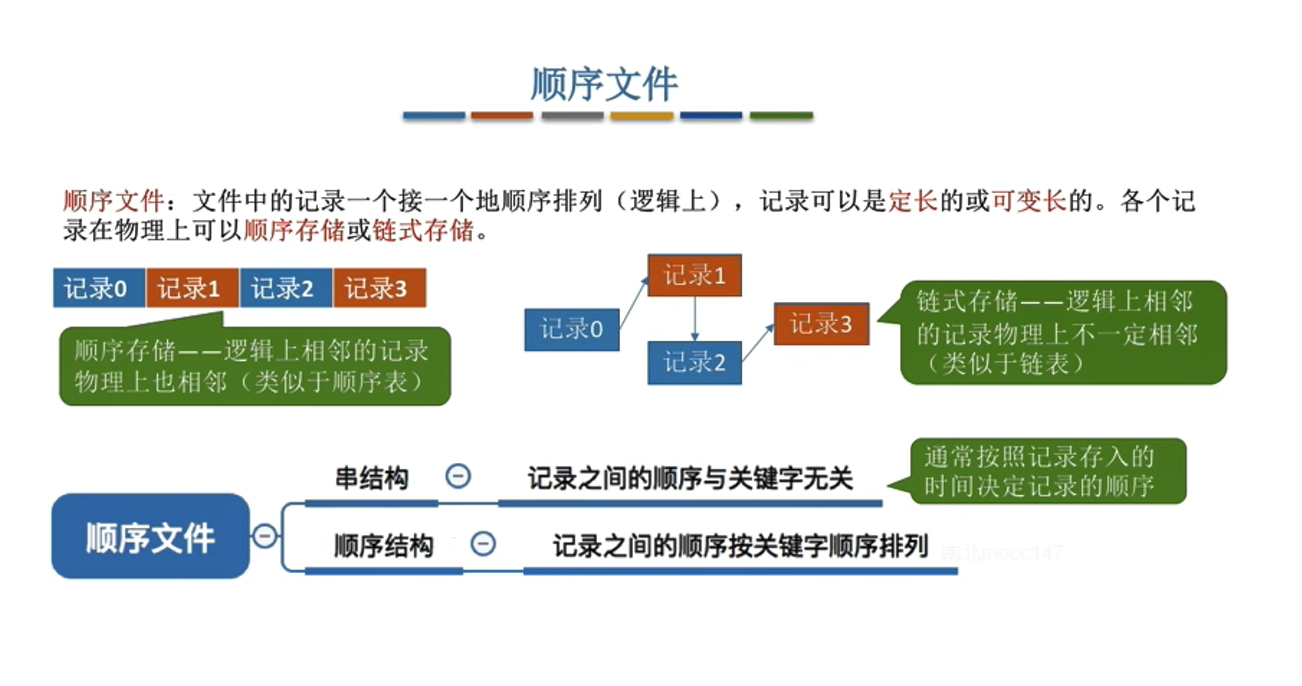 顺序文件
顺序文件：文件中的记录一个接一个地顺序排列（逻辑上），记录可以是定长的或可变长的。各个记
录在物理上可以顺序存储或链式存储。
记录0 记录1 记录2 记录3
顺序存储——逻辑上相邻的记录
物理上也相邻（类似于顺序表）
记录0
记录1
记录2
记录3
链式存储——逻辑上相邻
的记录物理上不一定相邻
（类似于链表）
顺序文件
串结构
记录之间的顺序与关键字无关
通常按照记录存入的
时间决定记录的顺序
顺序结构
记录之间的顺序按关键字顺序排列
南北mooc147